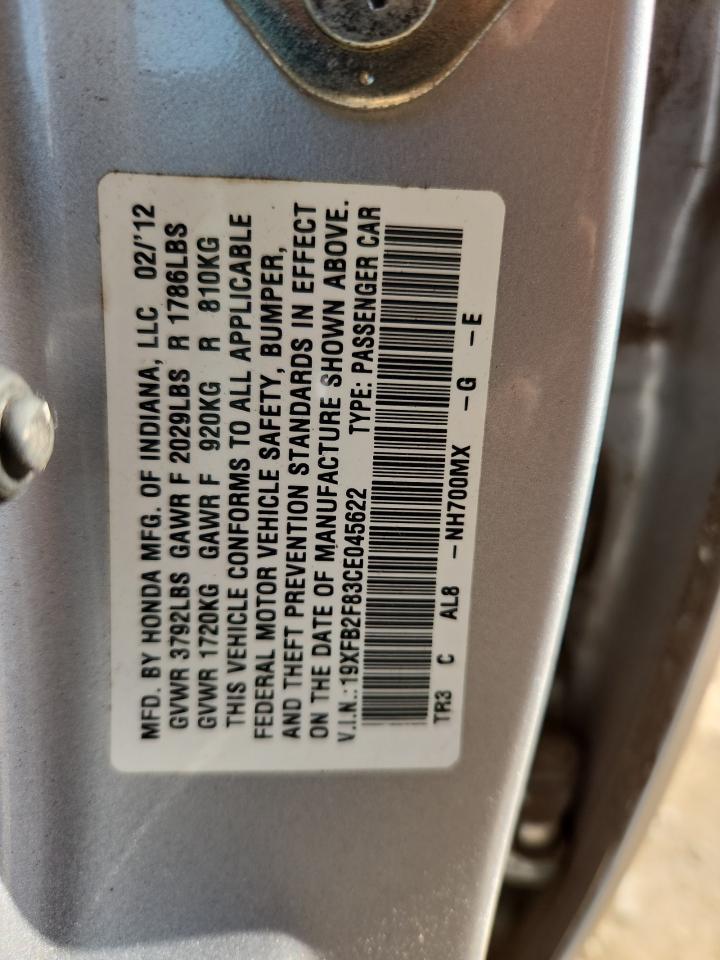 MFD. BY HONDA MFG. OF INDIANA, LLC 02/'12
GVWR 3792LBS GAWR F 2029LBS R 1786LBS
GVWR 1720KG GAWR F 920KG R 810KG
THIS VEHICLE CONFORMS TO ALL APPLICABLE
FEDERAL MOTOR VEHICLE SAFETY, BUMPER,
AND THEFT PREVENTION STANDARDS IN EFFECT
ON THE DATE OF MANUFACTURE SHOWN ABOVE.
V.I.N.:19XFB2F83CE045622 TYPE: PASSENGER CAR
TR3 C AL8 -NH700MX -G -E